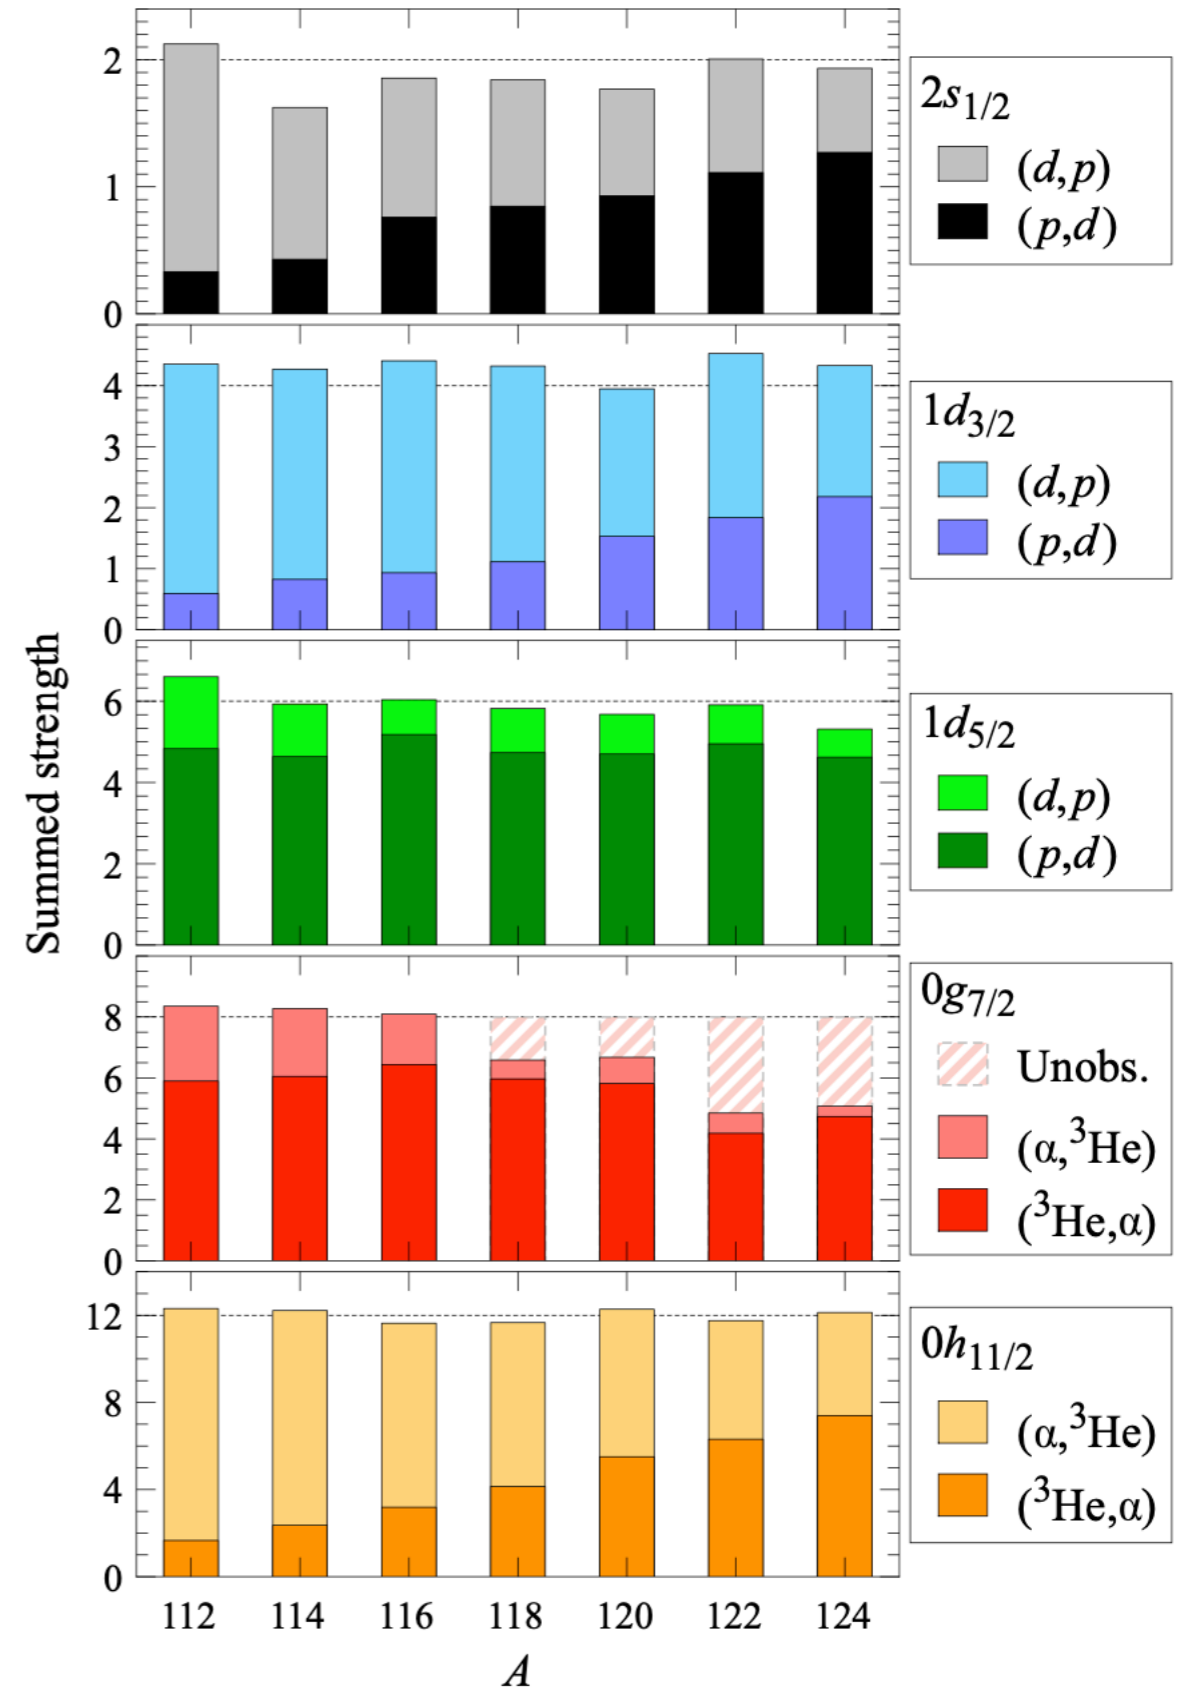 Summed strength
2
1
0
2s1/2
(d,p)
(p,d)
4
3
2
1
0
1d3/2
(d,p)
(p,d)
6
4
2
0
1d5/2
(d,p)
(p,d)
8
6
4
2
0
0g7/2
Unobs.
(α,³He)
(³He,α)
12
8
4
0
0h11/2
(α,³He)
(³He,α)
112 114 116 118 120 122 124
A